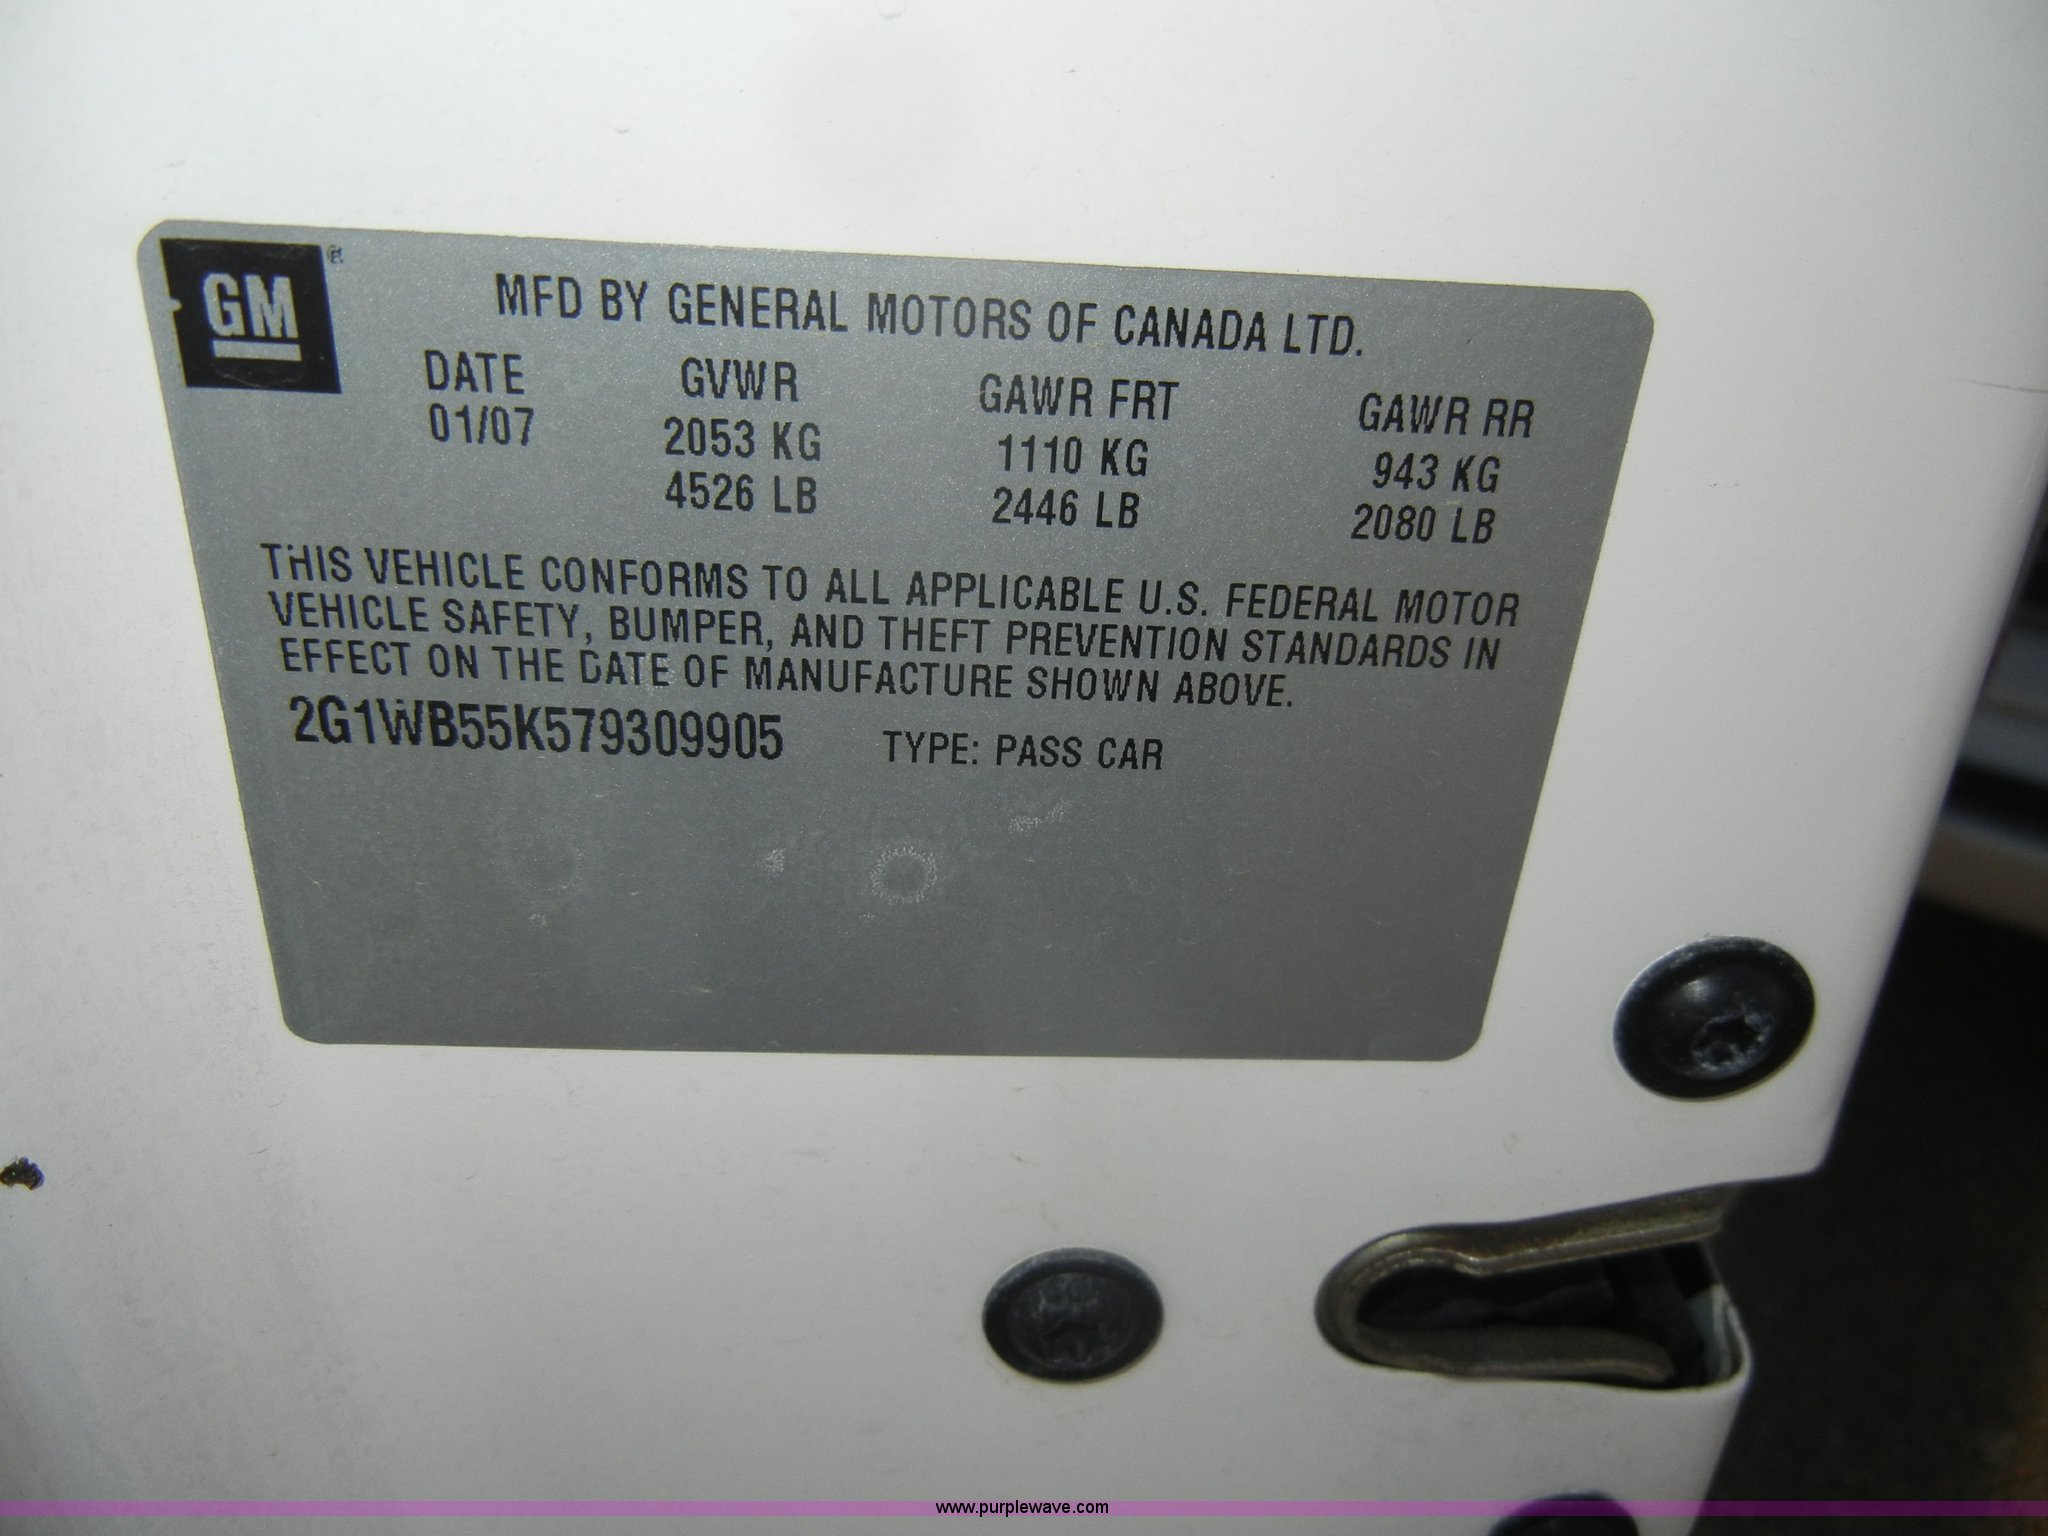 GM®
MFD BY GENERAL MOTORS OF CANADA LTD.
DATE GVWR GAWR FRT GAWR RR
01/07 2053 KG 1110 KG 943 KG
4526 LB 2446 LB 2080 LB
THIS VEHICLE CONFORMS TO ALL APPLICABLE U.S. FEDERAL MOTOR
VEHICLE SAFETY, BUMPER, AND THEFT PREVENTION STANDARDS IN
EFFECT ON THE DATE OF MANUFACTURE SHOWN ABOVE.
2G1WB55K579309905 TYPE: PASS CAR
www.purplewave.com